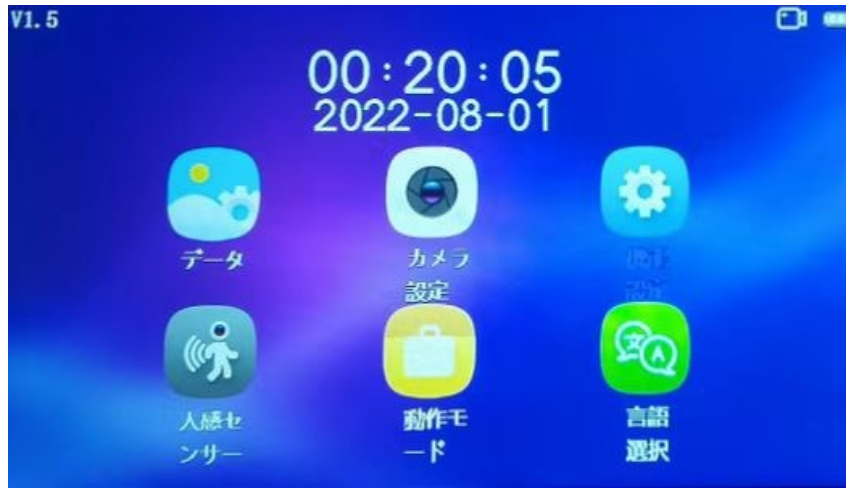 V1.5
00:20:05
2022-08-01
データ
カメラ
設定
人感セ
ンサー
動作モ
ード
言語
選択